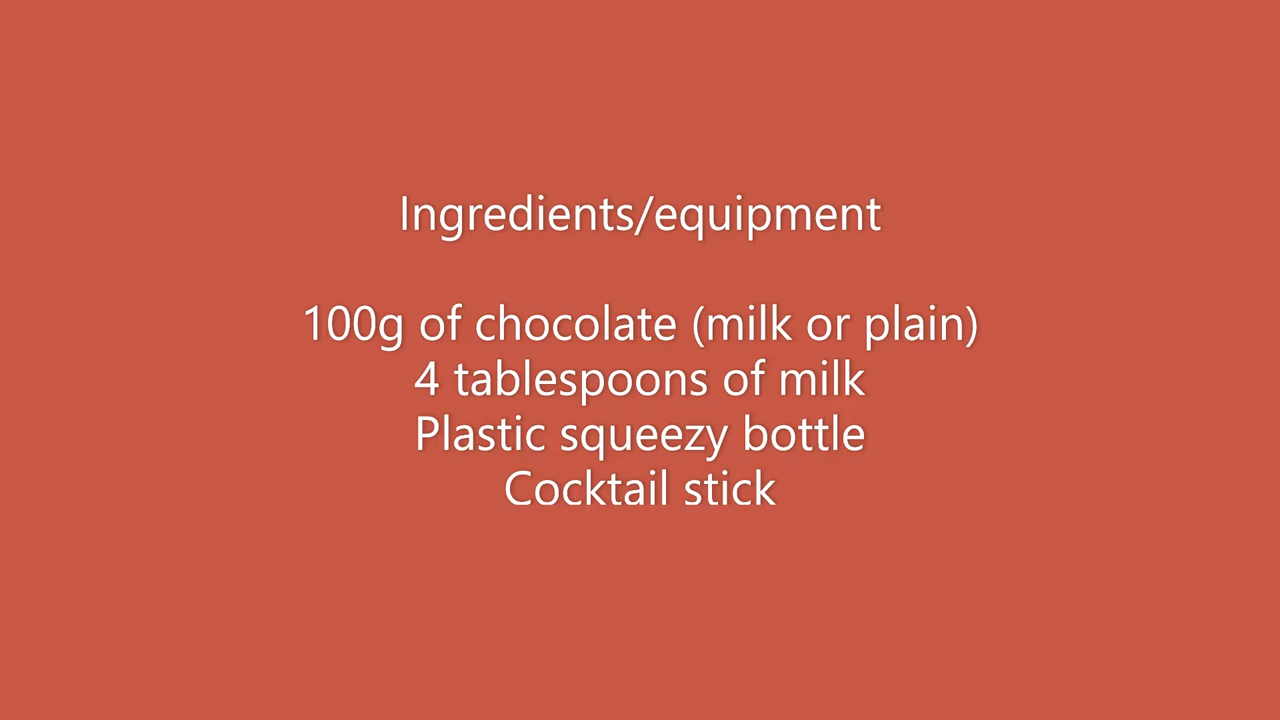 Ingredients/equipment
100g of chocolate (milk or plain)
4 tablespoons of milk
Plastic squeezy bottle
Cocktail stick